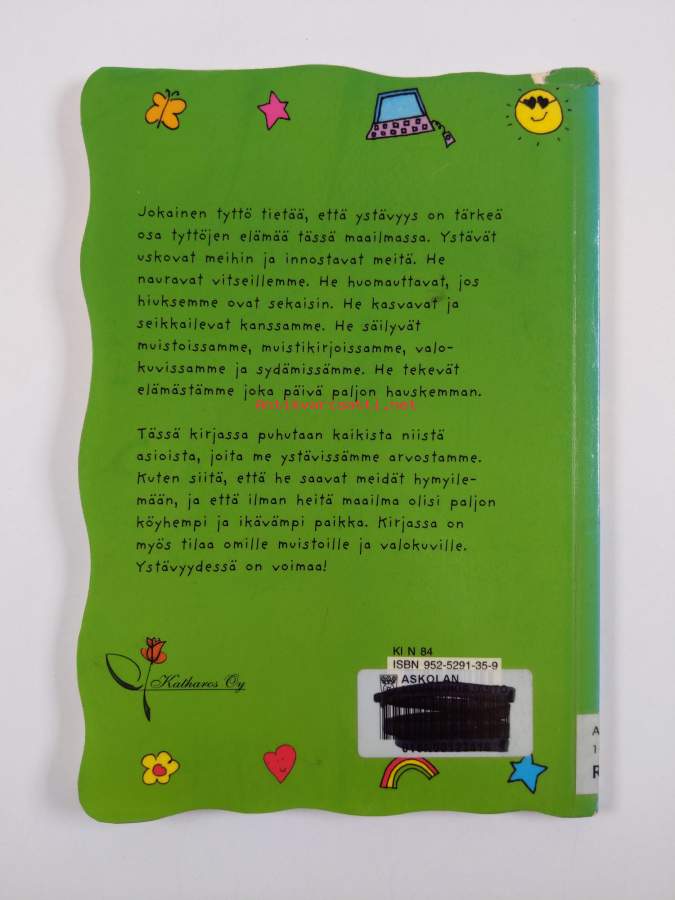 Jokainen tyttö tietää, että ystävyys on tärkeä
osa tyttöjen elämää tässä maailmassa. Ystävät
uskovat meihin ja innostavat meitä. He
nauravat vitseillemme. He huomauttavat, jos
hiuksemme ovat sekaisin. He kasvavat ja
seikkailevat kanssamme. He säilyvät
muistoissamme, muistikirjoissamme, valo-
kuvissamme ja sydämissämme. He tekevät
elämästämme joka päivä paljon hauskemman.
Antikvariaatti.net
Tässä kirjassa puhutaan kaikista niistä
asioista, joita me ystävissämme arvostamme.
Kuten siitä, että he saavat meidät hymyile-
mään, ja että ilman heitä maailma olisi paljon
köyhempi ja ikävämpi paikka. Kirjassa on
myös tilaa omille muistoille ja valokuville.
Ystävyydessä on voimaa!
Katharos Oy
KI N 84
ISBN 952-5291-35-9
ASKOLAN
A
1
R